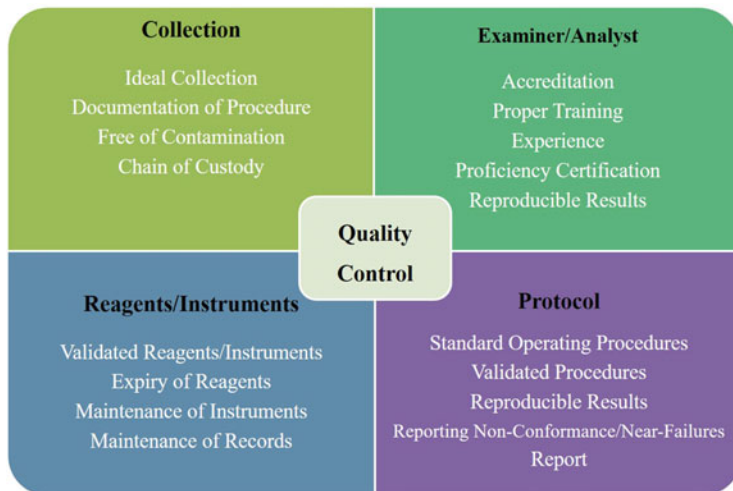 Collection
Ideal Collection
Documentation of Procedure
Free of Contamination
Chain of Custody
Examiner/Analyst
Accreditation
Proper Training
Experience
Proficiency Certification
Reproducible Results
Quality
Control
Reagents/Instruments
Validated Reagents/Instruments
Expiry of Reagents
Maintenance of Instruments
Maintenance of Records
Protocol
Standard Operating Procedures
Validated Procedures
Reproducible Results
Reporting Non-Conformance/Near-Failures
Report